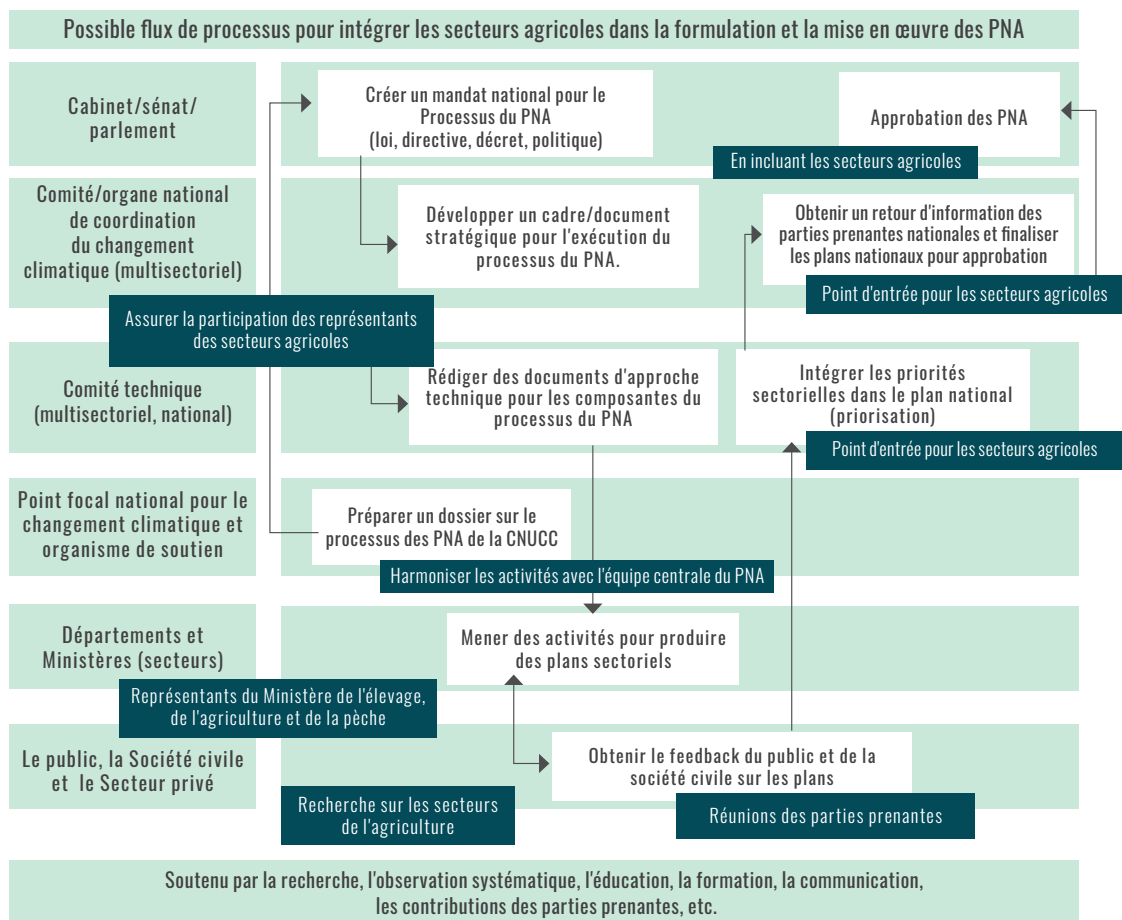 Possible flux de processus pour intégrer les secteurs agricoles dans la formulation et la mise en œuvre des PNA
Cabinet/sénat/
parlement
Créer un mandat national pour le
Processus du PNA
(loi, directive, décret, politique)
Approbation des PNA
En incluant les secteurs agricoles
Comité/organe national
de coordination
du changement
climatique (multisectoriel)
Développer un cadre/document
stratégique pour l'exécution du
processus du PNA.
Obtenir un retour d'information des
parties prenantes nationales et finaliser
les plans nationaux pour approbation
Point d'entrée pour les secteurs agricoles
Assurer la participation des représentants
des secteurs agricoles
Comité technique
(multisectoriel, national)
Rédiger des documents d'approche
technique pour les composantes du
processus du PNA
Intégrer les priorités
sectorielles dans le plan national
(priorisation)
Point d'entrée pour les secteurs agricoles
Point focal national pour le
changement climatique et
organisme de soutien
Préparer un dossier sur le
processus des PNA de la CNUCC
Harmoniser les activités avec l'équipe centrale du PNA
Départements et
Ministères (secteurs)
Mener des activités pour produire
des plans sectoriels
Représentants du Ministère de l'élevage,
de l'agriculture et de la pèche
Le public, la Société civile
et le Secteur privé
Obtenir le feedback du public et de la
société civile sur les plans
Recherche sur les secteurs
de l'agriculture
Réunions des parties prenantes
Soutenu par la recherche, l'observation systématique, l'éducation, la formation, la communication,
les contributions des parties prenantes, etc.